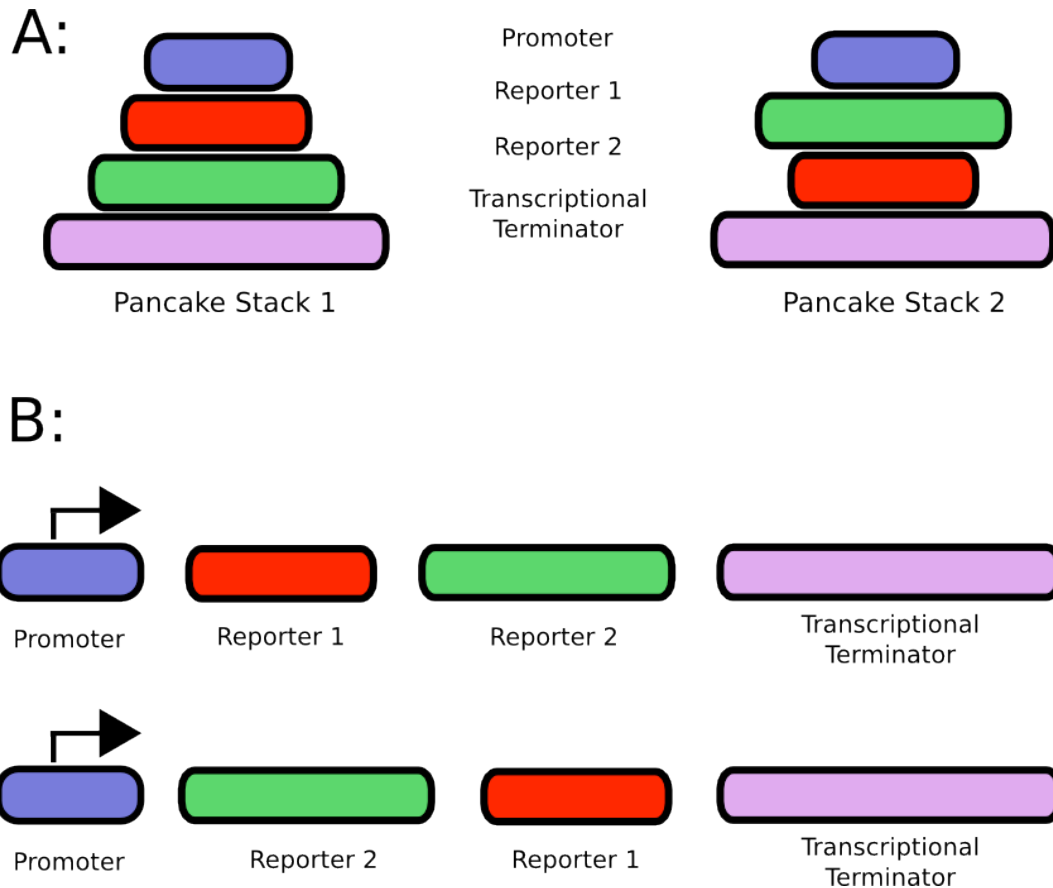 A:
Promoter
Reporter 1
Reporter 2
Transcriptional
Terminator
Pancake Stack 1
Pancake Stack 2
B:
Promoter
Reporter 1
Reporter 2
Transcriptional
Terminator
Promoter
Reporter 2
Reporter 1
Transcriptional
Terminator